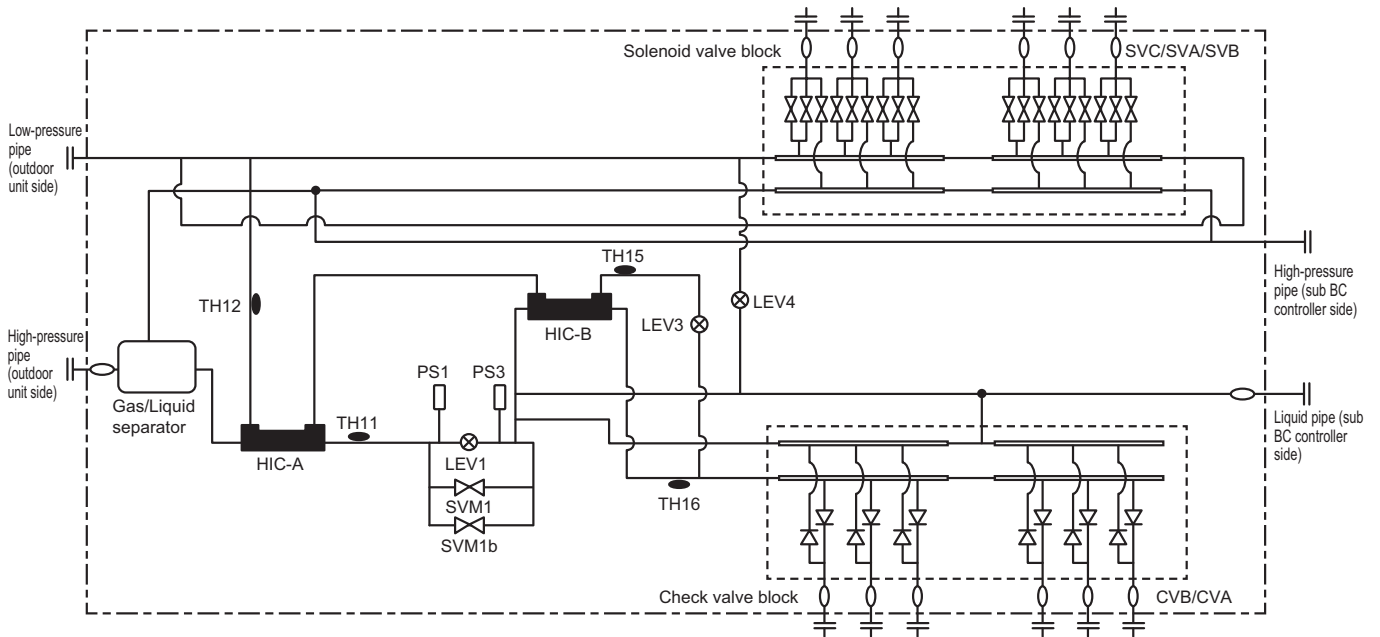 Solenoid valve block
SVC/SVA/SVB
Low-pressure
pipe
(outdoor
unit side)
TH15
High-pressure
pipe (sub BC
controller side)
TH12
LEV4
HIC-B
LEV3
High-pressure
pipe
(outdoor
unit side)
PS1
PS3
Gas/Liquid
separator
TH11
Liquid pipe (sub
BC controller
side)
HIC-A
LEV1
SVM1
TH16
SVM1b
Check valve block
CVB/CVA